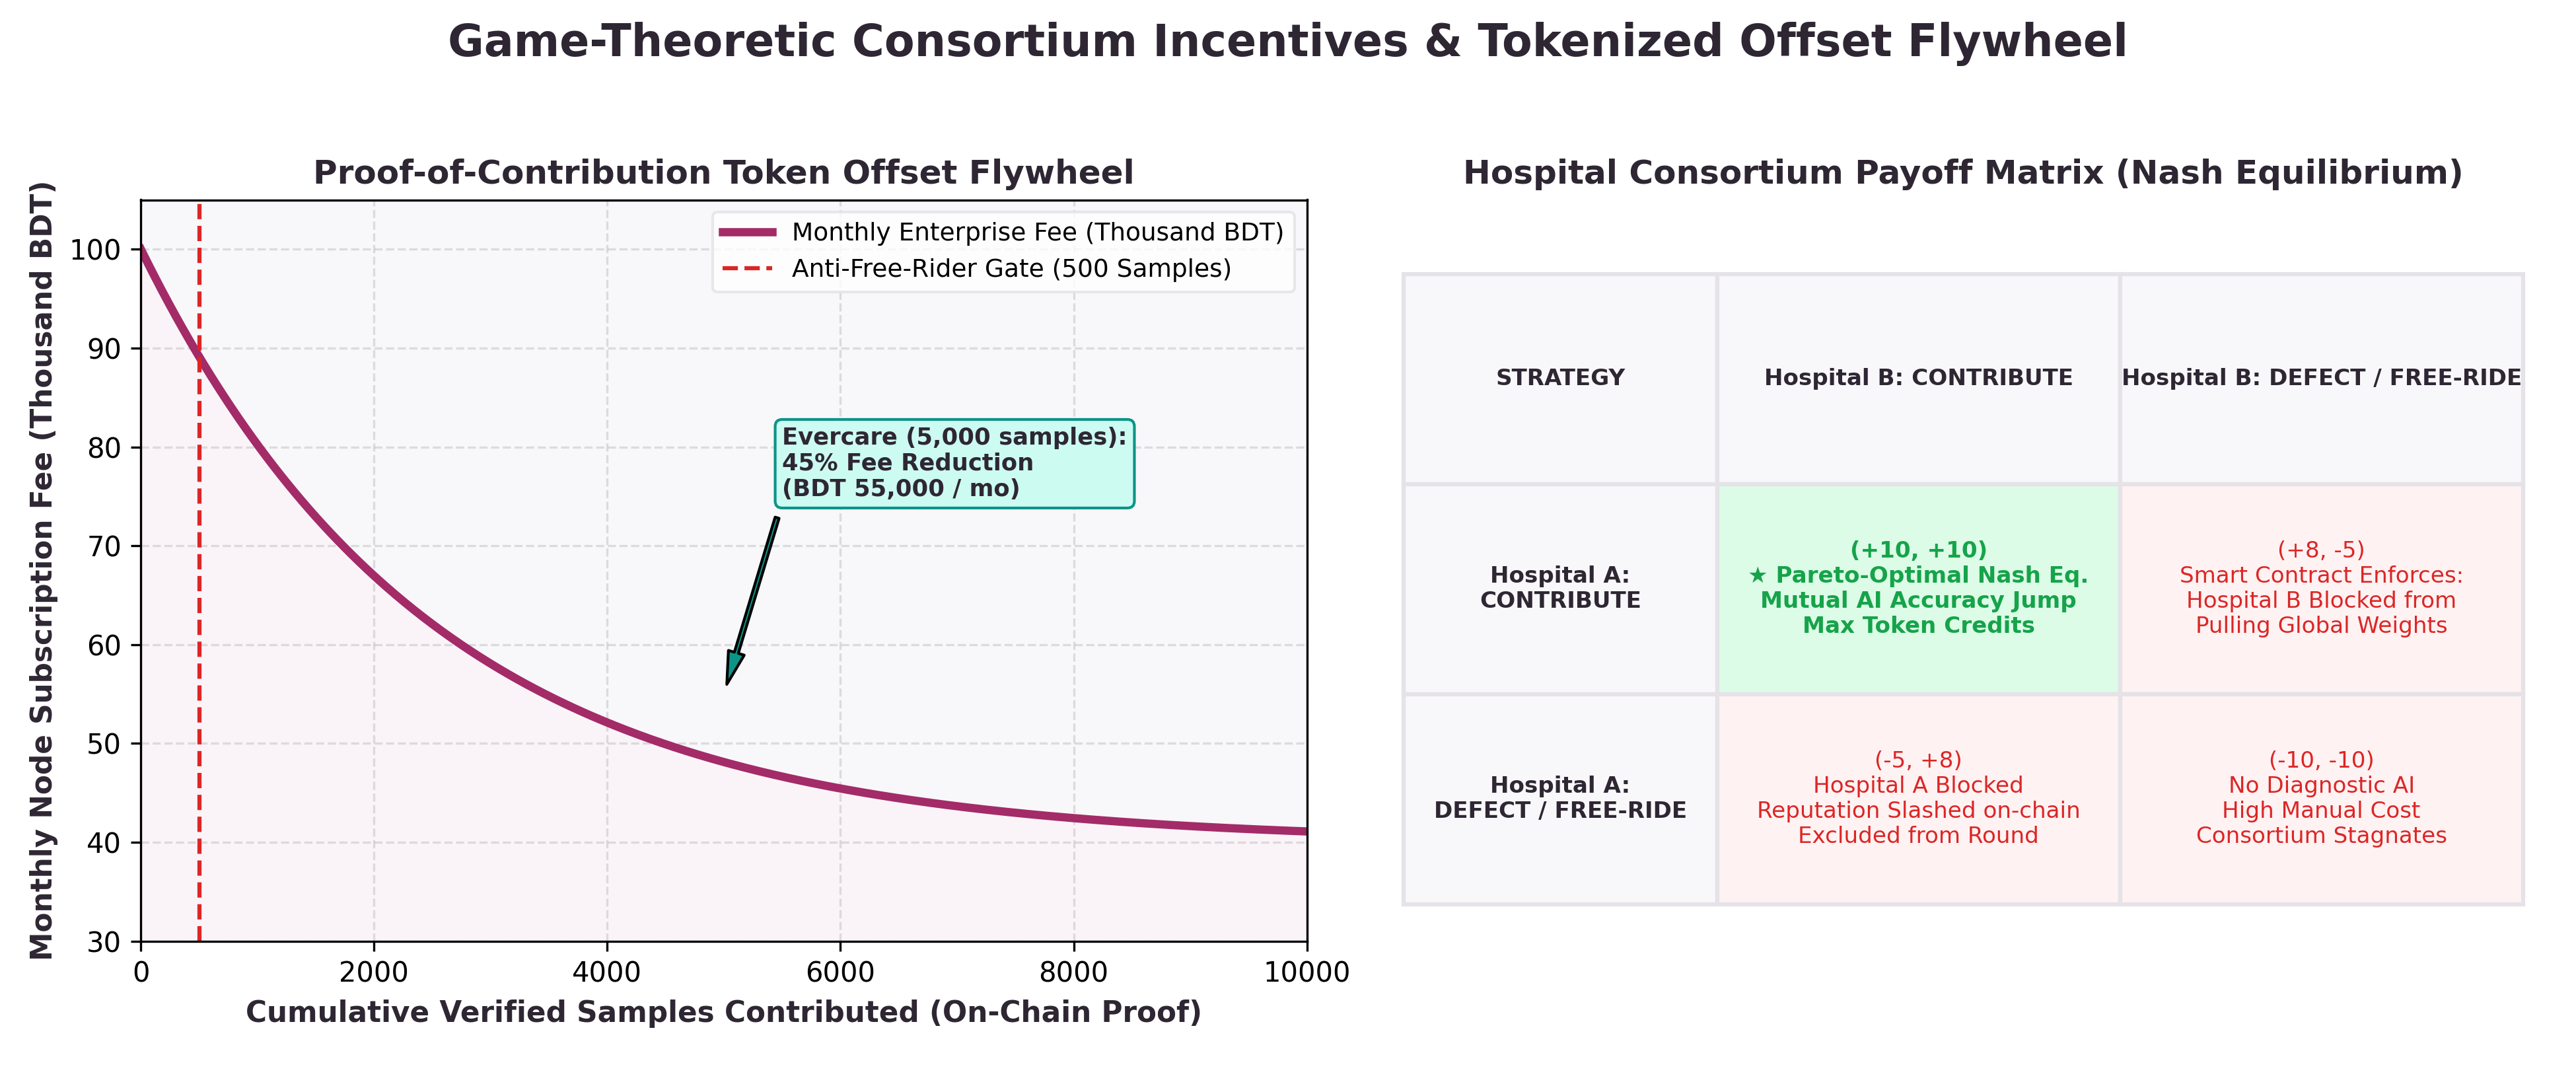 Game-Theoretic Consortium Incentives & Tokenized Offset Flywheel
Proof-of-Contribution Token Offset Flywheel
Monthly Node Subscription Fee (Thousand BDT)
100
90
80
70
60
50
40
30
0
2000
4000
6000
8000
10000
Cumulative Verified Samples Contributed (On-Chain Proof)
Monthly Enterprise Fee (Thousand BDT)
Anti-Free-Rider Gate (500 Samples)
Evercare (5,000 samples):
45% Fee Reduction
(BDT 55,000 / mo)
Hospital Consortium Payoff Matrix (Nash Equilibrium)
STRATEGY
Hospital B: CONTRIBUTE
Hospital B: DEFECT / FREE-RIDE
Hospital A:
CONTRIBUTE
(+10, +10)
★ Pareto-Optimal Nash Eq.
Mutual AI Accuracy Jump
Max Token Credits
(+8, -5)
Smart Contract Enforces:
Hospital B Blocked from
Pulling Global Weights
Hospital A:
DEFECT / FREE-RIDE
(-5, +8)
Hospital A Blocked
Reputation Slashed on-chain
Excluded from Round
(-10, -10)
No Diagnostic AI
High Manual Cost
Consortium Stagnates